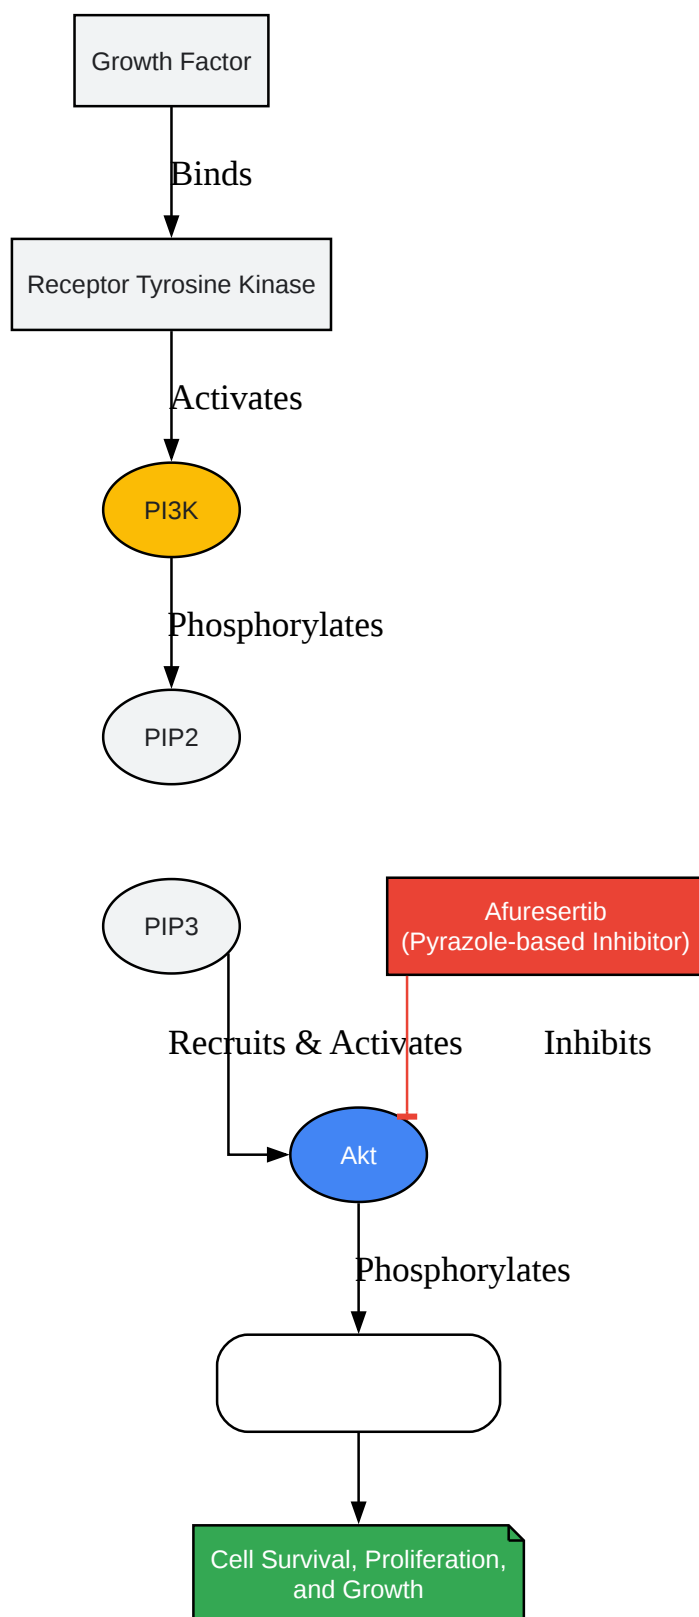 Growth Factor
Binds
Receptor Tyrosine Kinase
Activates
PI3K
Phosphorylates
PIP2
PIP3
Afuresertib
(Pyrazole-based Inhibitor)
Recruits & Activates
Inhibits
Akt
Phosphorylates
Cell Survival, Proliferation,
and Growth